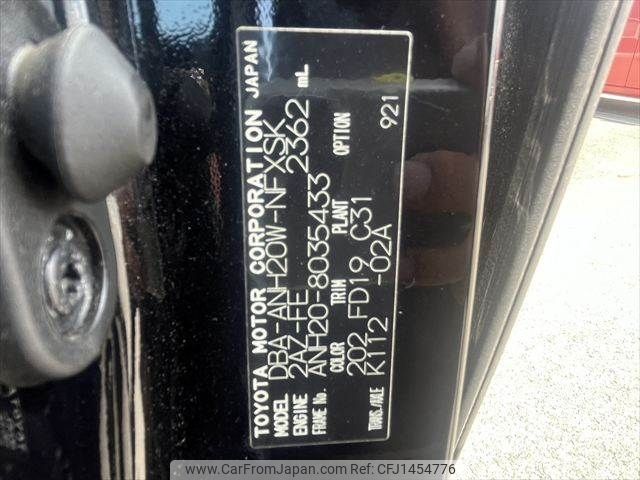 TOYOTA MOTOR CORPORATION JAPAN
MODEL DBA-ANH20W-NFXSK
ENGINE 2AZ-FE 2362 mL
FRAME No. ANH20-8035433
COLOR TRIM PLANT OPTION
202 FD19 C31 921
TRANS./AXLE K112 -02A
www.CarFromJapan.com - CFJ1454776